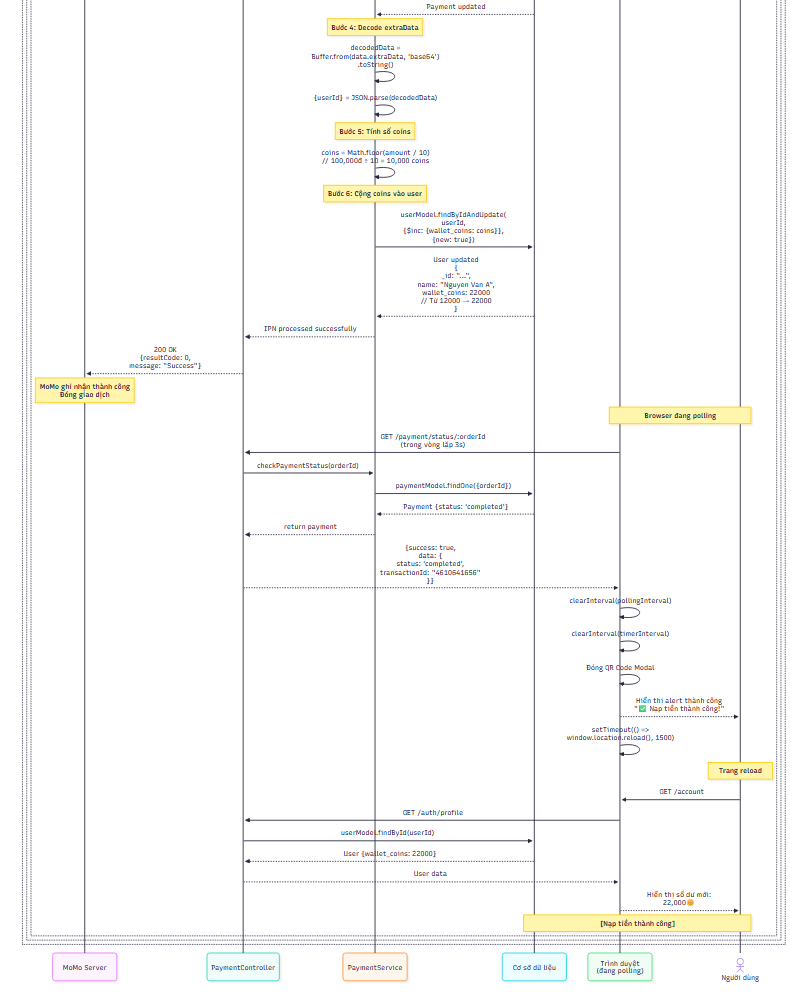 Payment updated
Bước 4: Decode extraData
decodedData =
Buffer.from(data.extraData, 'base64')
.toString()
{userId} = JSON.parse(decodedData)
Bước 5: Tính số coins
coins = Math.floor(amount / 10)
// 100,000đ ÷ 10 = 10,000 coins
Bước 6: Cộng coins vào user
userModel.findByIdAndUpdate(
userId,
{$inc: {wallet_coins: coins}},
{new: true})
User updated
{
_id: "...",
name: "Nguyen Van A",
wallet_coins: 22000
// Từ 12000 → 22000
}
IPN processed successfully
200 OK
{resultCode: 0,
message: "Success"}
MoMo ghi nhận thành công
Đóng giao dịch
Browser đang polling
GET /payment/status/:orderId
(trong vòng lặp 3s)
checkPaymentStatus(orderId)
paymentModel.findOne({orderId})
Payment {status: 'completed'}
return payment
{success: true,
data: {
status: 'completed',
transactionId: "4610641656"
}}
clearInterval(pollingInterval)
clearInterval(timerInterval)
Đóng QR Code Modal
Hiển thị alert thành công
"✅ Nạp tiền thành công!"
setTimeout(() =>
window.location.reload(), 1500)
Trang reload
GET /account
GET /auth/profile
userModel.findById(userId)
User {wallet_coins: 22000}
User data
Hiển thị số dư mới:
22,000🪙
[Nạp tiền thành công]
MoMo Server
PaymentController
PaymentService
Cơ sở dữ liệu
Trình duyệt
(đang polling)
Người dùng